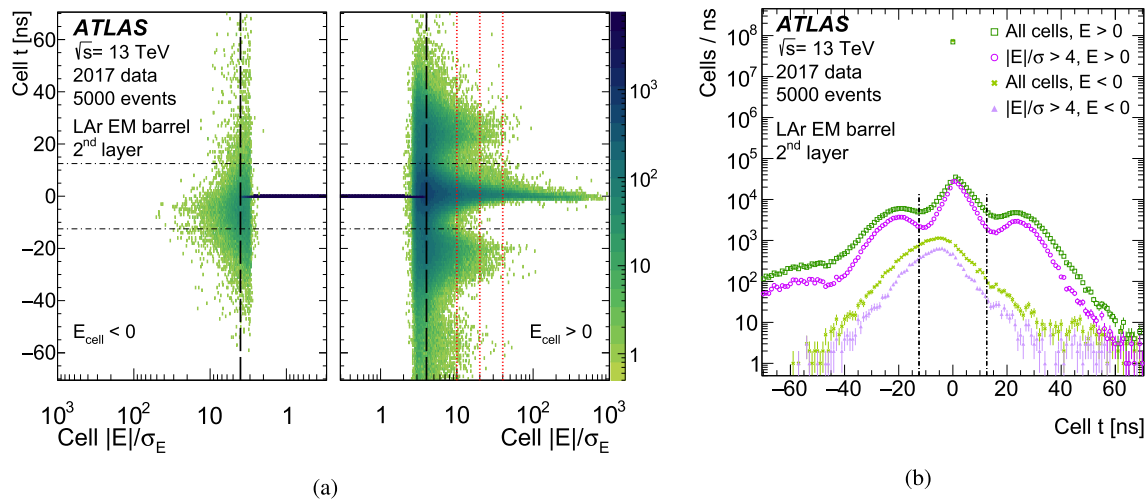 Cell t [ns]
60
40
20
0
−20
−40
−60
ATLAS
√s= 13 TeV
2017 data
5000 events
LAr EM barrel
2nd layer
E_cell < 0
E_cell > 0
10³
10²
10
1
10³ 10² 10 1
1 10 10² 10³
Cell |E|/σ_E
Cell |E|/σ_E
(a)
Cells / ns
10⁸
10⁷
10⁶
10⁵
10⁴
10³
10²
10
1
ATLAS
√s= 13 TeV
2017 data
5000 events
LAr EM barrel
2nd layer
All cells, E > 0
|E|/σ > 4, E > 0
All cells, E < 0
|E|/σ > 4, E < 0
−60 −40 −20 0 20 40 60
Cell t [ns]
(b)